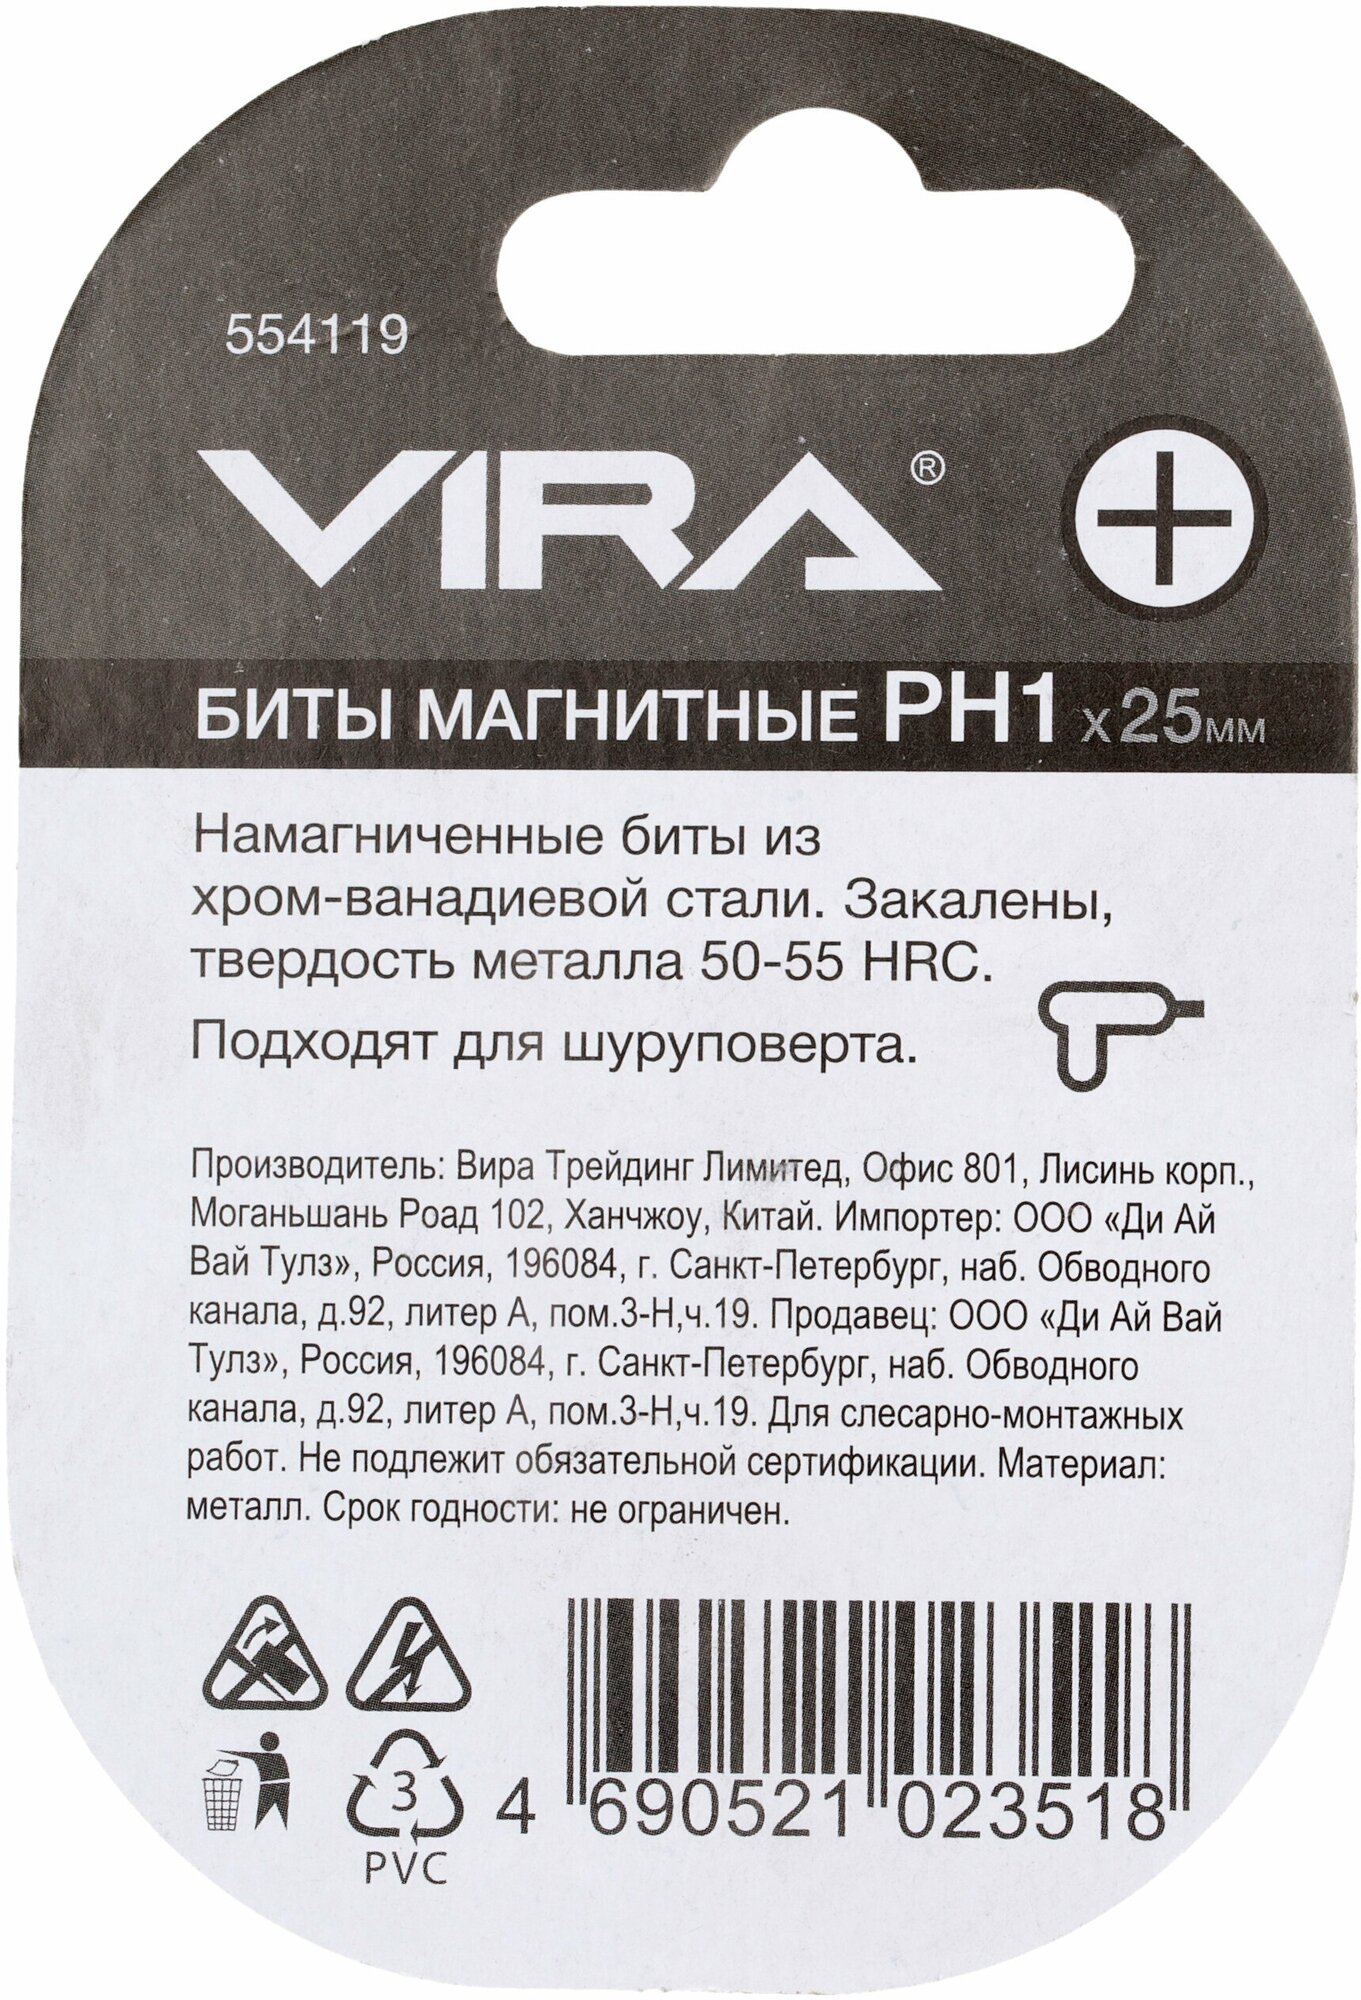 554119
VIRA®
БИТЫ МАГНИТНЫЕ PH1 x25мм
Намагниченные биты из
хром-ванадиевой стали. Закалены,
твердость металла 50-55 HRC.
Подходят для шуруповерта.
Производитель: Вира Трейдинг Лимитед, Офис 801, Лисинь корп.,
Моганьшань Роад 102, Ханчжоу, Китай. Импортер: ООО «Ди Ай
Вай Тулз», Россия, 196084, г. Санкт-Петербург, наб. Обводного
канала, д.92, литер А, пом.3-Н,ч.19. Продавец: ООО «Ди Ай Вай
Тулз», Россия, 196084, г. Санкт-Петербург, наб. Обводного
канала, д.92, литер А, пом.3-Н,ч.19. Для слесарно-монтажных
работ. Не подлежит обязательной сертификации. Материал:
металл. Срок годности: не ограничен.
3
PVC
4 690521 023518